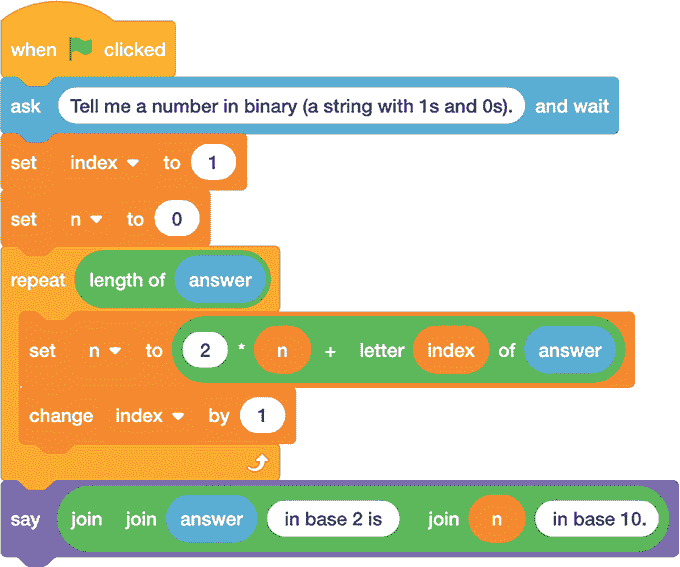 when clicked
ask Tell me a number in binary (a string with 1s and 0s). and wait
set index to 1
set n to 0
repeat length of answer
set n to 2 * n + letter index of answer
change index by 1
say join join answer in base 2 is join n in base 10.